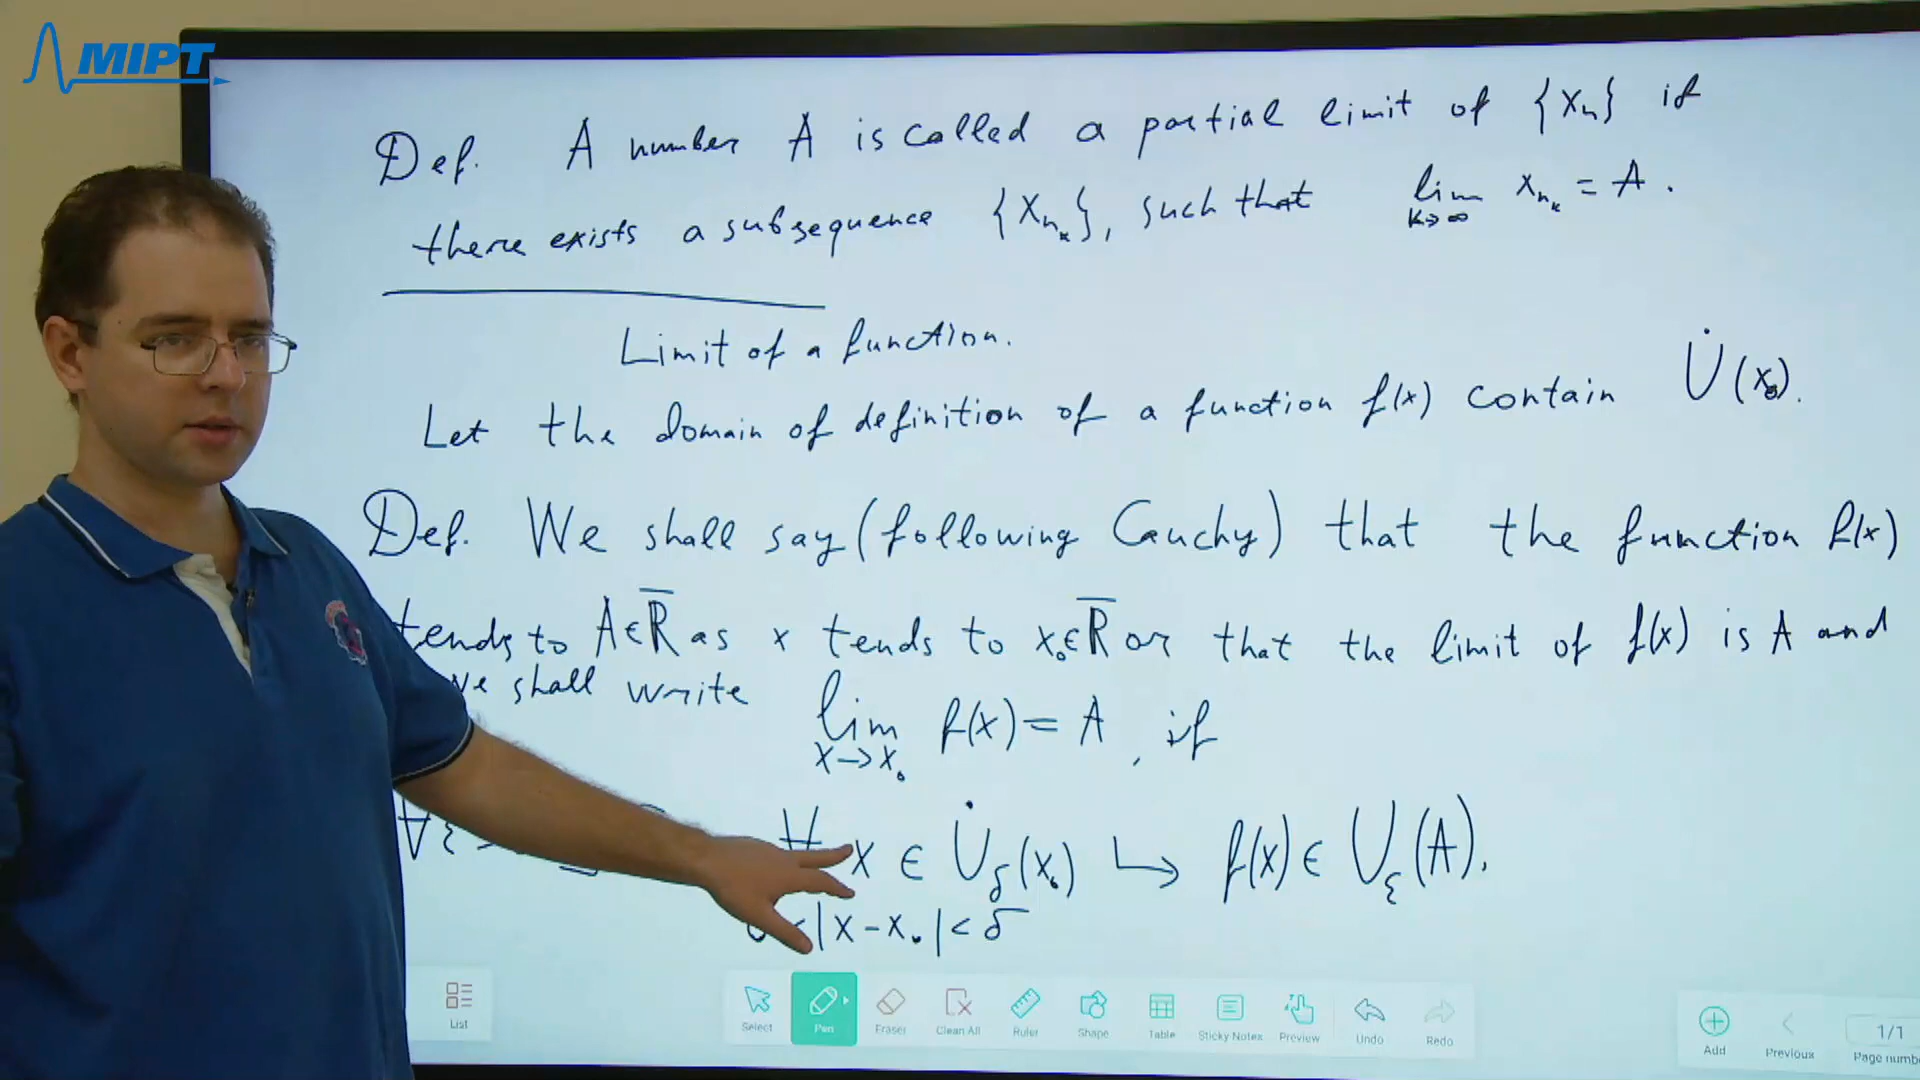 MIPT
Def. A number A is called a partial limit of {xₙ} if
there exists a subsequence {xₙₖ}, such that lim xₙₖ = A.
k→∞
Limit of a function.
Let the domain of definition of a function f(x) contain U̇(x₀).
Def. We shall say (following Cauchy) that the function f(x)
tends to A∈R̅ as x tends to x₀∈R̅ or that the limit of f(x) is A and
we shall write lim f(x) = A, if
x→x₀
∀ε ∀x ∈ U̇_δ(x₀) ↪ f(x) ∈ U_ε(A).
<|x-x₀|<δ
List
Select
Pen
Eraser
Clean All
Ruler
Shape
Table
Sticky Notes
Preview
Undo
Redo
Add
Previous
1/1
Page